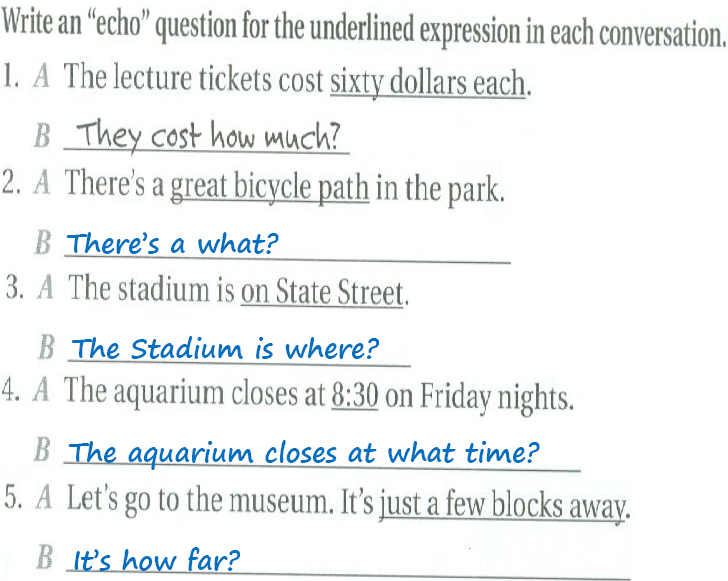 Write an “echo” question for the underlined expression in each conversation.
1. A The lecture tickets cost sixty dollars each.
B They cost how much?
2. A There's a great bicycle path in the park.
B There's a what?
3. A The stadium is on State Street.
B The Stadium is where?
4. A The aquarium closes at 8:30 on Friday nights.
B The aquarium closes at what time?
5. A Let's go to the museum. It's just a few blocks away.
B It's how far?